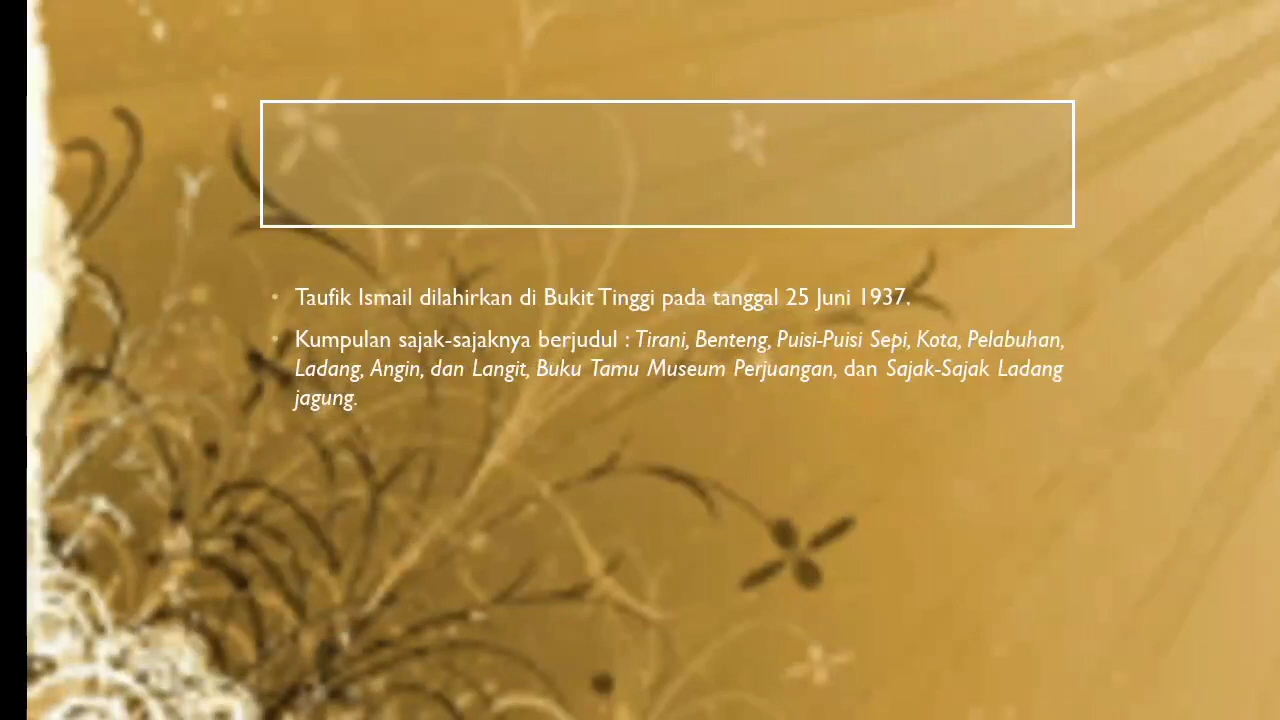 • Taufik Ismail dilahirkan di Bukit Tinggi pada tanggal 25 Juni 1937.
• Kumpulan sajak-sajaknya berjudul : Tirani, Benteng, Puisi-Puisi Sepi, Kota, Pelabuhan,
Ladang, Angin, dan Langit, Buku Tamu Museum Perjuangan, dan Sajak-Sajak Ladang
jagung.